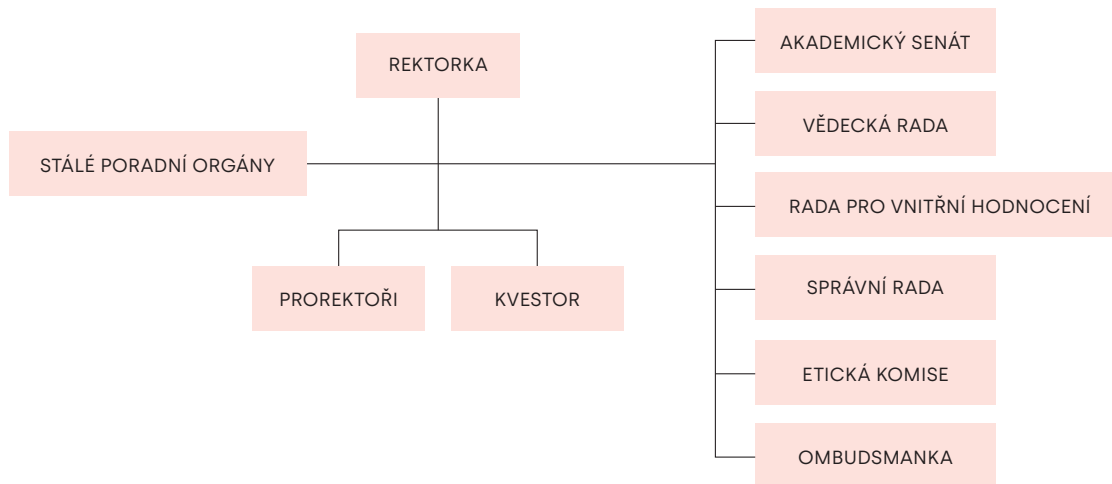 REKTORKA
STÁLÉ PORADNÍ ORGÁNY
PROREKTOŘI
KVESTOR
AKADEMICKÝ SENÁT
VĚDECKÁ RADA
RADA PRO VNITŘNÍ HODNOCENÍ
SPRÁVNÍ RADA
ETICKÁ KOMISE
OMBUDSMANKA